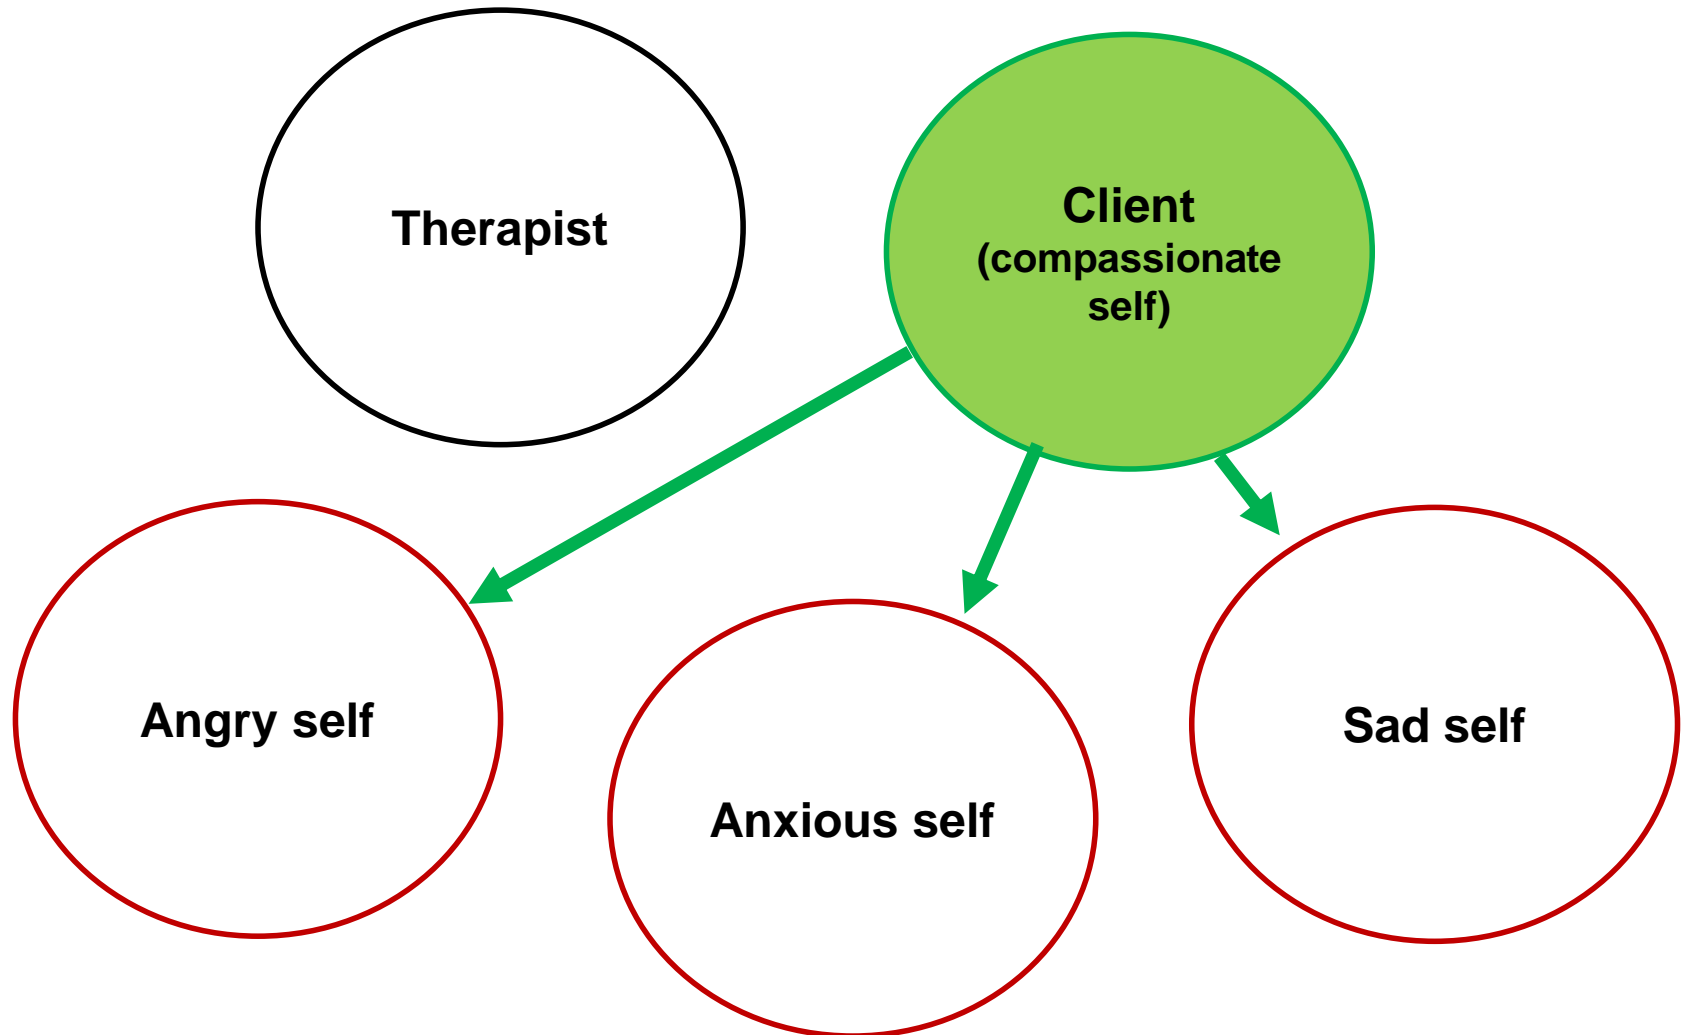 Therapist
Client
(compassionate
self)
Angry self
Anxious self
Sad self